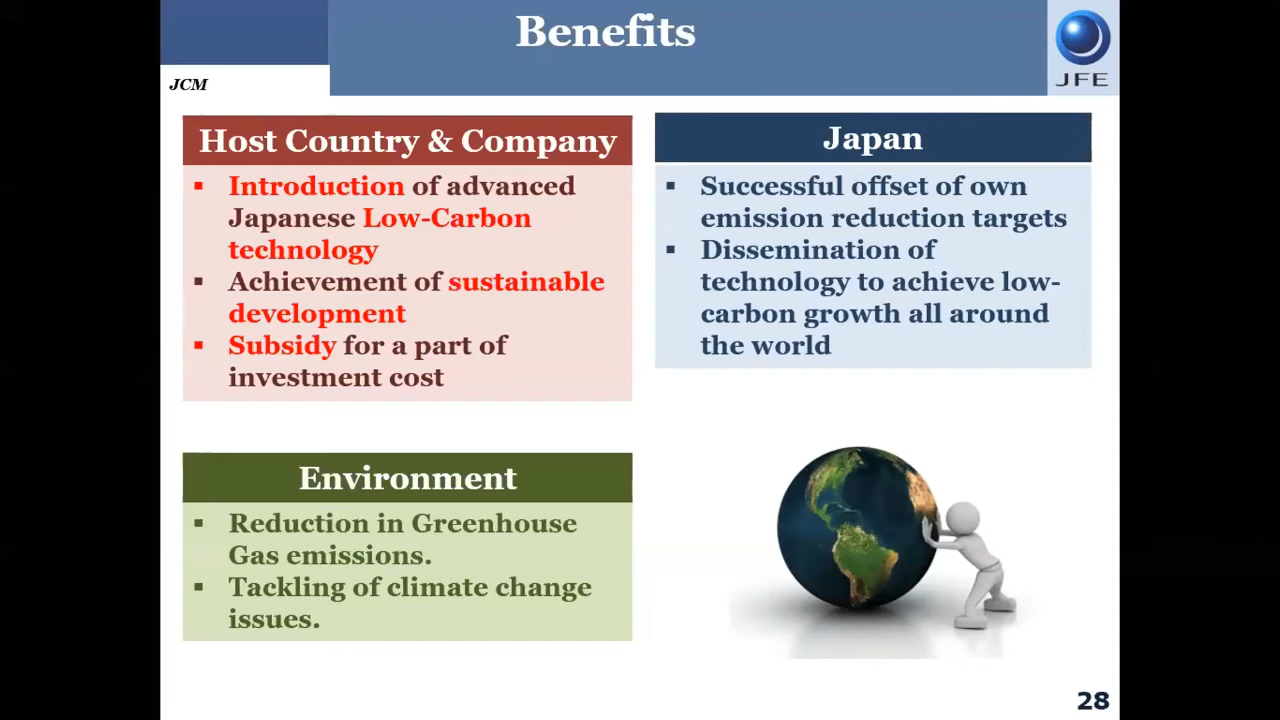 Benefits
JFE
JCM
Host Country & Company
▪ Introduction of advanced
Japanese Low-Carbon
technology
▪ Achievement of sustainable
development
▪ Subsidy for a part of
investment cost
Japan
▪ Successful offset of own
emission reduction targets
▪ Dissemination of
technology to achieve low-
carbon growth all around
the world
Environment
▪ Reduction in Greenhouse
Gas emissions.
▪ Tackling of climate change
issues.
28